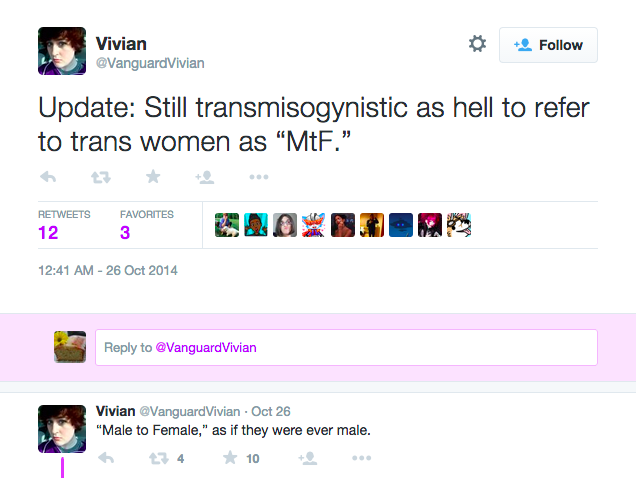 Vivian
@VanguardVivian
Follow
Update: Still transmisogynistic as hell to refer
to trans women as “MtF.”
RETWEETS FAVORITES
12 3
12:41 AM - 26 Oct 2014
Reply to @VanguardVivian
Vivian @VanguardVivian · Oct 26
“Male to Female,” as if they were ever male.
4 10